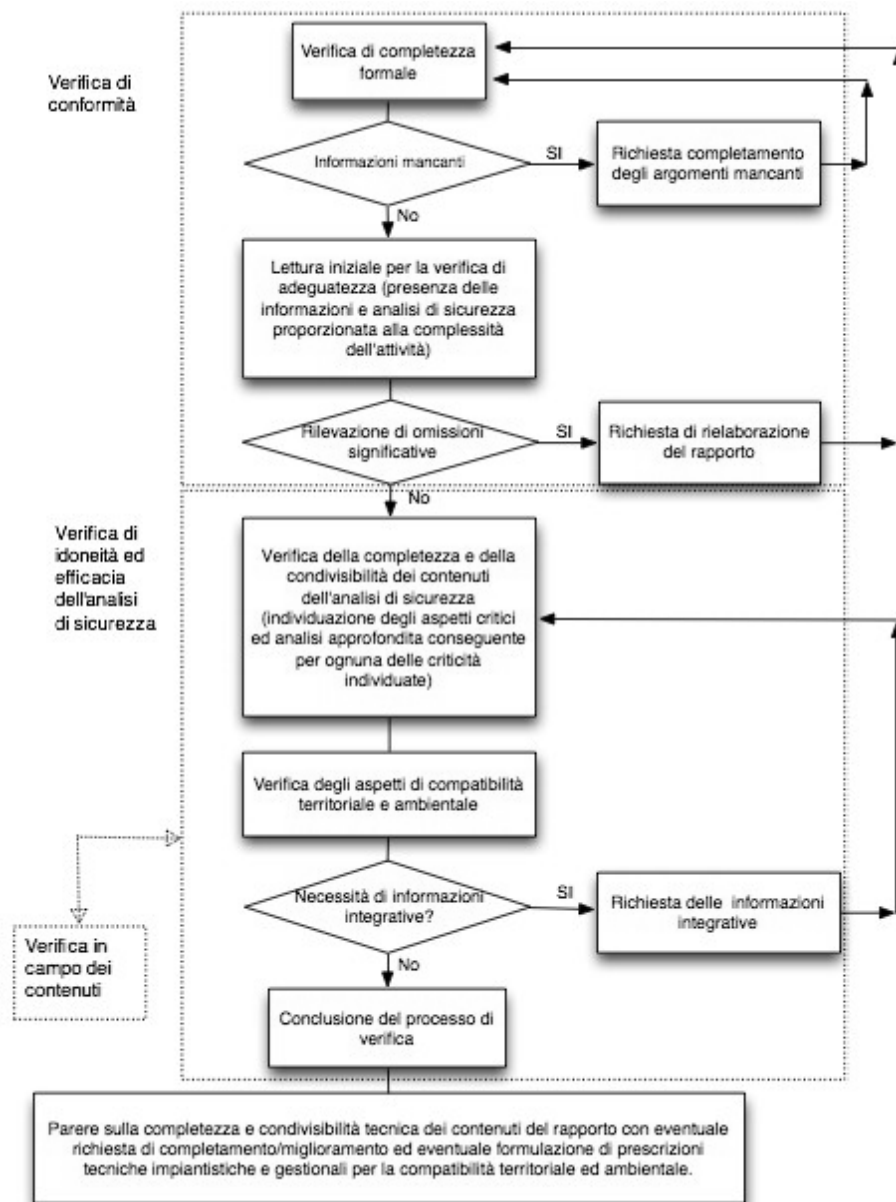 Verifica di completezza
formale
Verifica di
conformità
Informazioni mancanti
SI
Richiesta completamento
degli argomenti mancanti
No
Lettura iniziale per la verifica di
adeguatezza (presenza delle
informazioni e analisi di sicurezza
proporzionata alla complessità
dell'attività)
Rilevazione di omissioni
significative
SI
Richiesta di rielaborazione
del rapporto
No
Verifica di
idoneità ed
efficacia
dell'analisi
di sicurezza
Verifica della completezza e della
condivisibilità dei contenuti
dell'analisi di sicurezza
(individuazione degli aspetti critici
ed analisi approfondita conseguente
per ognuna delle criticità
individuate)
Verifica degli aspetti di compatibilità
territoriale e ambientale
Necessità di informazioni
integrative?
SI
Richiesta delle informazioni
integrative
Verifica in
campo dei
contenuti
No
Conclusione del processo di
verifica
Parere sulla completezza e condivisibilità tecnica dei contenuti del rapporto con eventuale
richiesta di completamento/miglioramento ed eventuale formulazione di prescrizioni
tecniche impiantistiche e gestionali per la compatibilità territoriale ed ambientale.